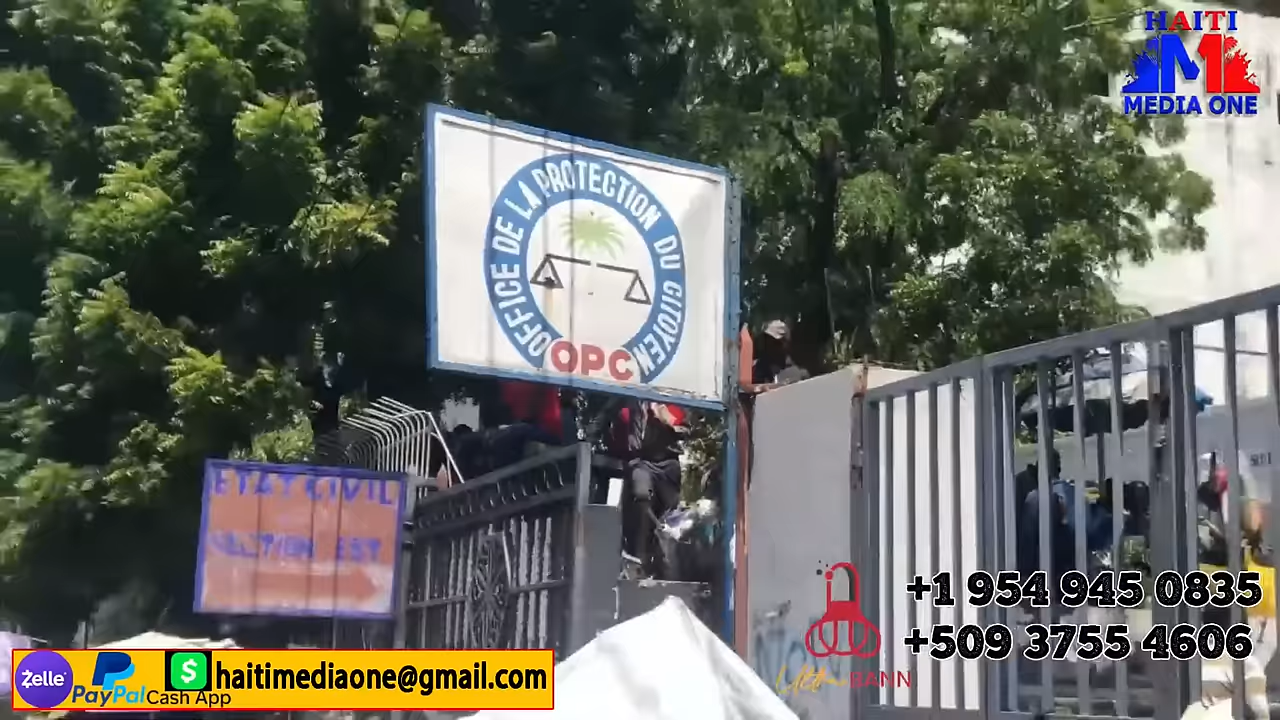 HAITI
M
MEDIA ONE
OFFICE DE LA PROTECTION DU CITOYEN
OPC
ETAT CIVIL
SECTION EST
+1 954 945 0835
+509 3755 4606
BANN
Zelle
PayPal
$
Cash App
haitimediaone@gmail.com